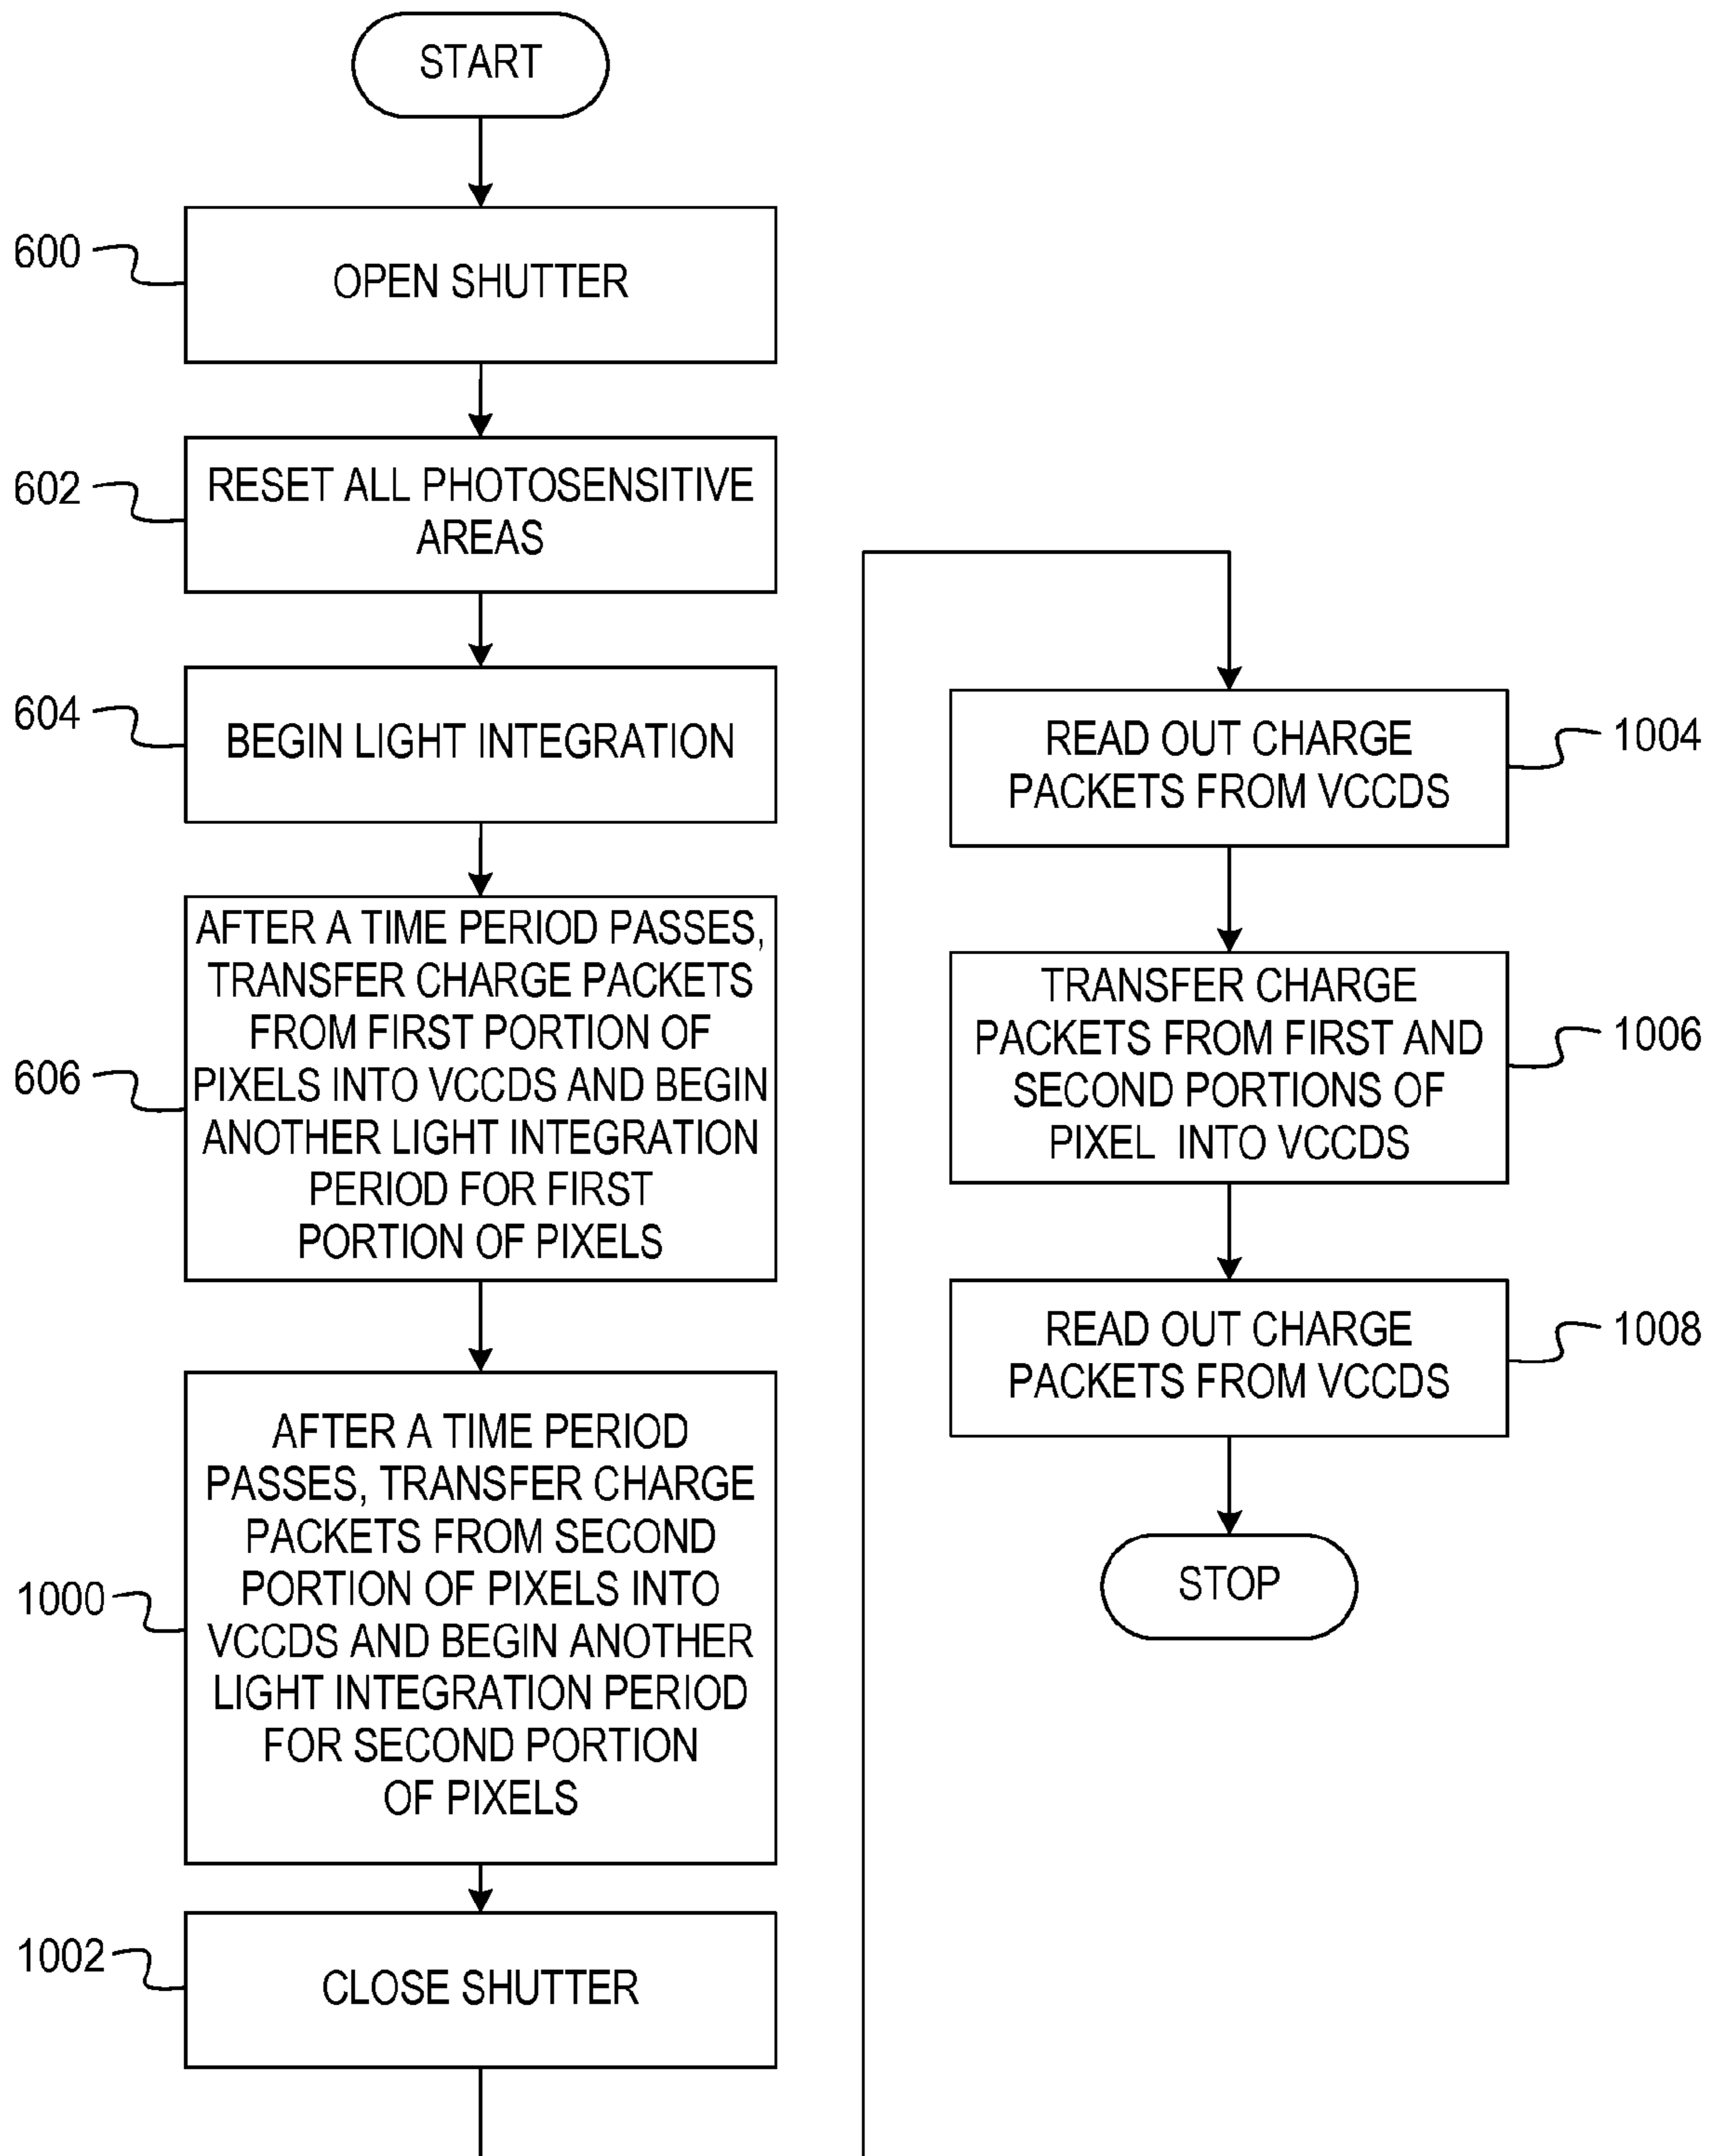 START
600
OPEN SHUTTER
602
RESET ALL PHOTOSENSITIVE
AREAS
604
BEGIN LIGHT INTEGRATION
606
AFTER A TIME PERIOD PASSES,
TRANSFER CHARGE PACKETS
FROM FIRST PORTION OF
PIXELS INTO VCCDS AND BEGIN
ANOTHER LIGHT INTEGRATION
PERIOD FOR FIRST
PORTION OF PIXELS
1000
AFTER A TIME PERIOD
PASSES, TRANSFER CHARGE
PACKETS FROM SECOND
PORTION OF PIXELS INTO
VCCDS AND BEGIN ANOTHER
LIGHT INTEGRATION PERIOD
FOR SECOND PORTION
OF PIXELS
1002
CLOSE SHUTTER
READ OUT CHARGE
PACKETS FROM VCCDS
1004
TRANSFER CHARGE
PACKETS FROM FIRST AND
SECOND PORTIONS OF
PIXEL INTO VCCDS
1006
READ OUT CHARGE
PACKETS FROM VCCDS
1008
STOP